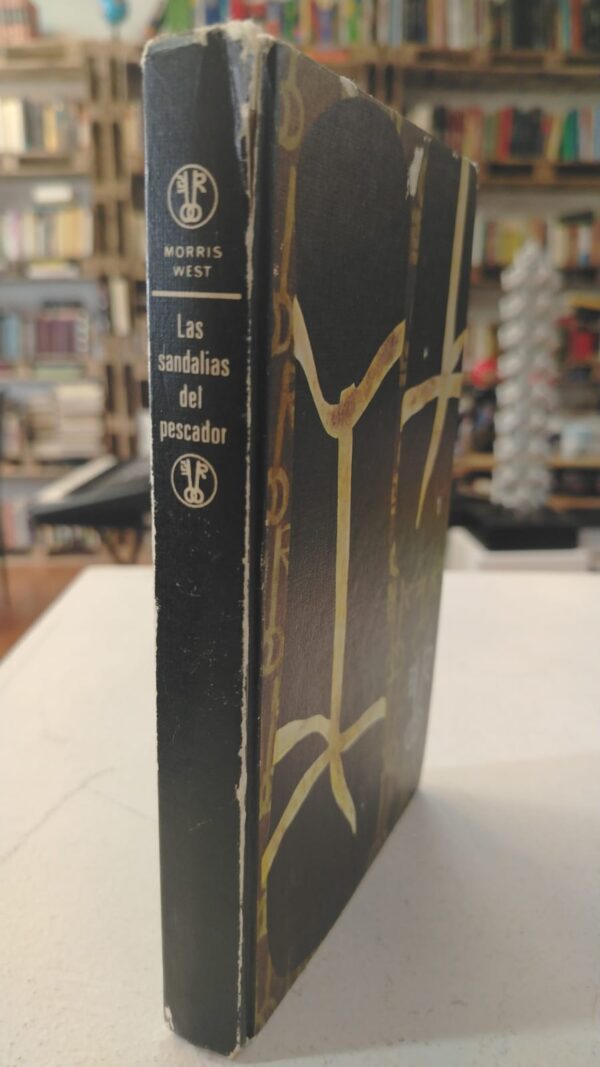 MORRIS
WEST
Las
sandalias
del
pescador